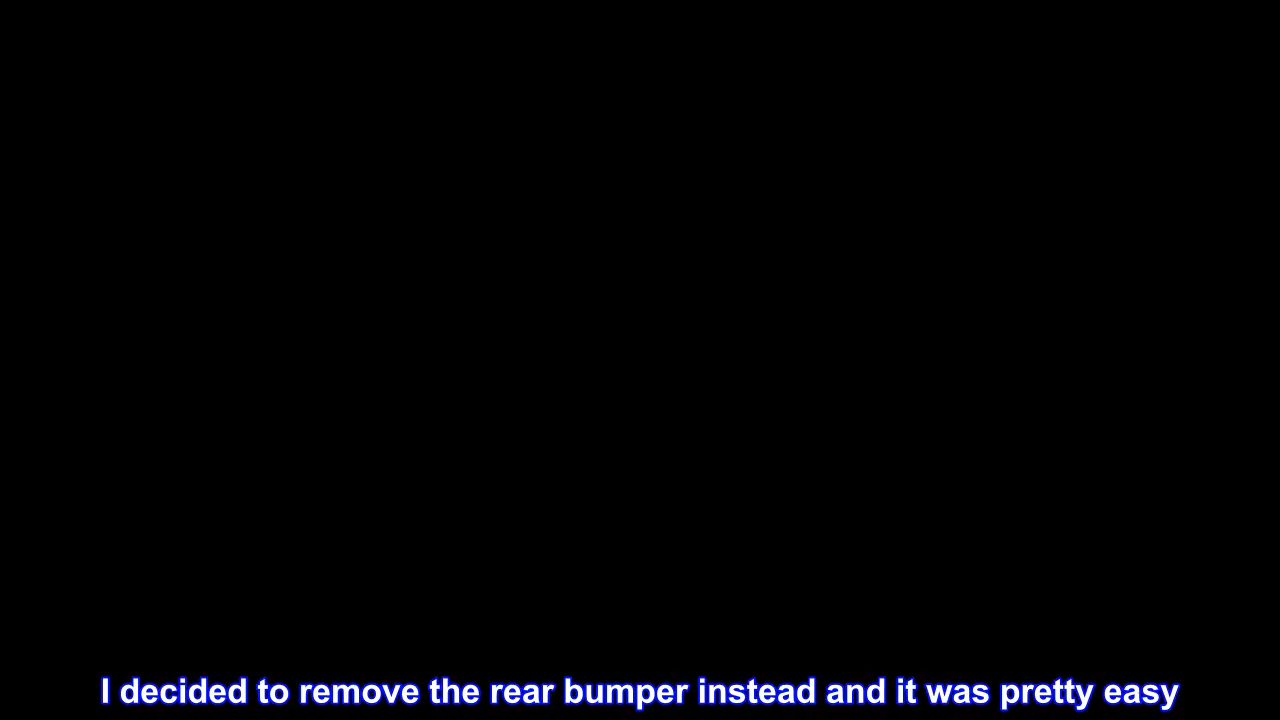 I decided to remove the rear bumper instead and it was pretty easy